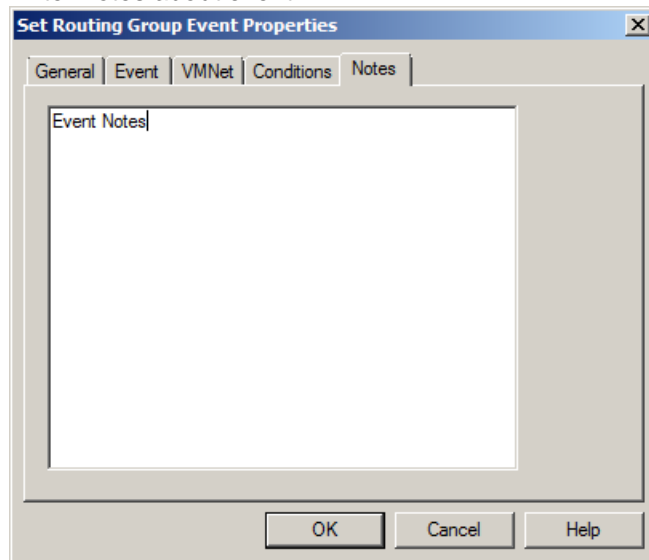 Set Routing Group Event Properties
General Event VMNet Conditions Notes
Event Notes
OK Cancel Help